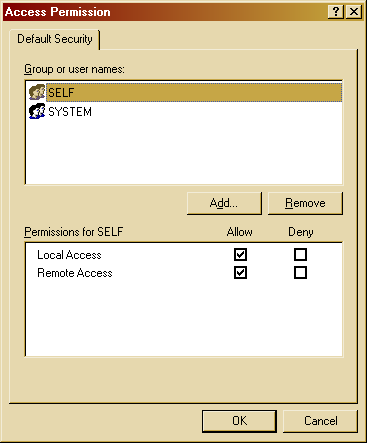 Access Permission
Default Security
Group or user names:
SELF
SYSTEM
Add... Remove
Permissions for SELF Allow Deny
Local Access
Remote Access
OK Cancel